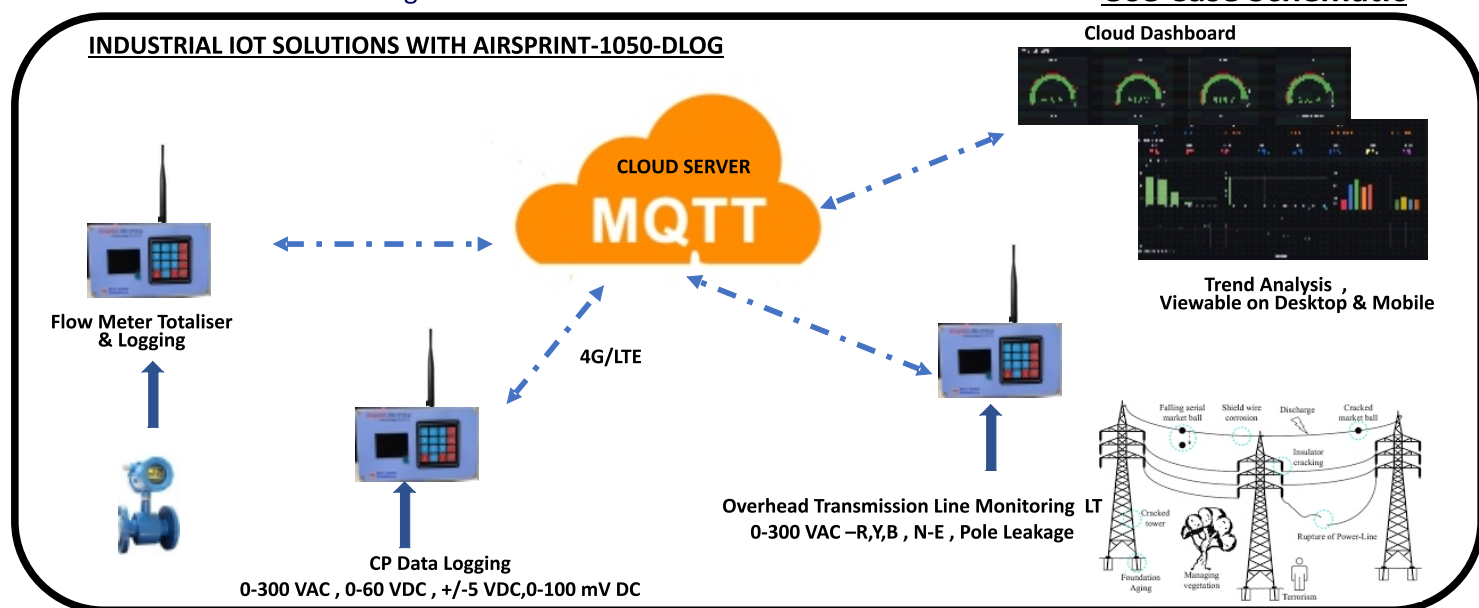 INDUSTRIAL IOT SOLUTIONS WITH AIRSPRINT-1050-DLOG
Cloud Dashboard
CLOUD SERVER
MQTT
Trend Analysis ,
Viewable on Desktop & Mobile
Flow Meter Totaliser
& Logging
4G/LTE
CP Data Logging
0-300 VAC , 0-60 VDC , +/-5 VDC,0-100 mV DC
Overhead Transmission Line Monitoring LT
0-300 VAC –R,Y,B , N-E , Pole Leakage
Falling aerial
market ball
Shield wire
corrosion
Discharge
Cracked
market ball
Insulator
cracking
Cracked
tower
Rupture of Power-Line
Foundation
Aging
Managing
vegetation
Terrorism